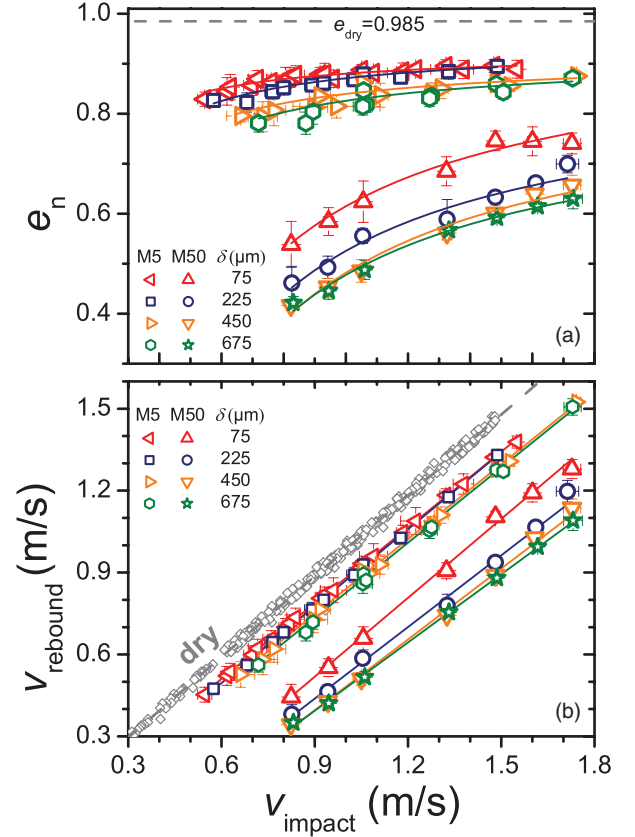 1.0
e_dry=0.985
0.8
e_n
0.6
M5 M50 δ(μm)
75
225
450
675
0.4
(a)
1.5
M5 M50 δ(μm)
75
225
450
675
1.2
v_rebound (m/s)
0.9
dry
0.6
(b)
0.3
0.3 0.6 0.9 1.2 1.5 1.8
v_impact (m/s)